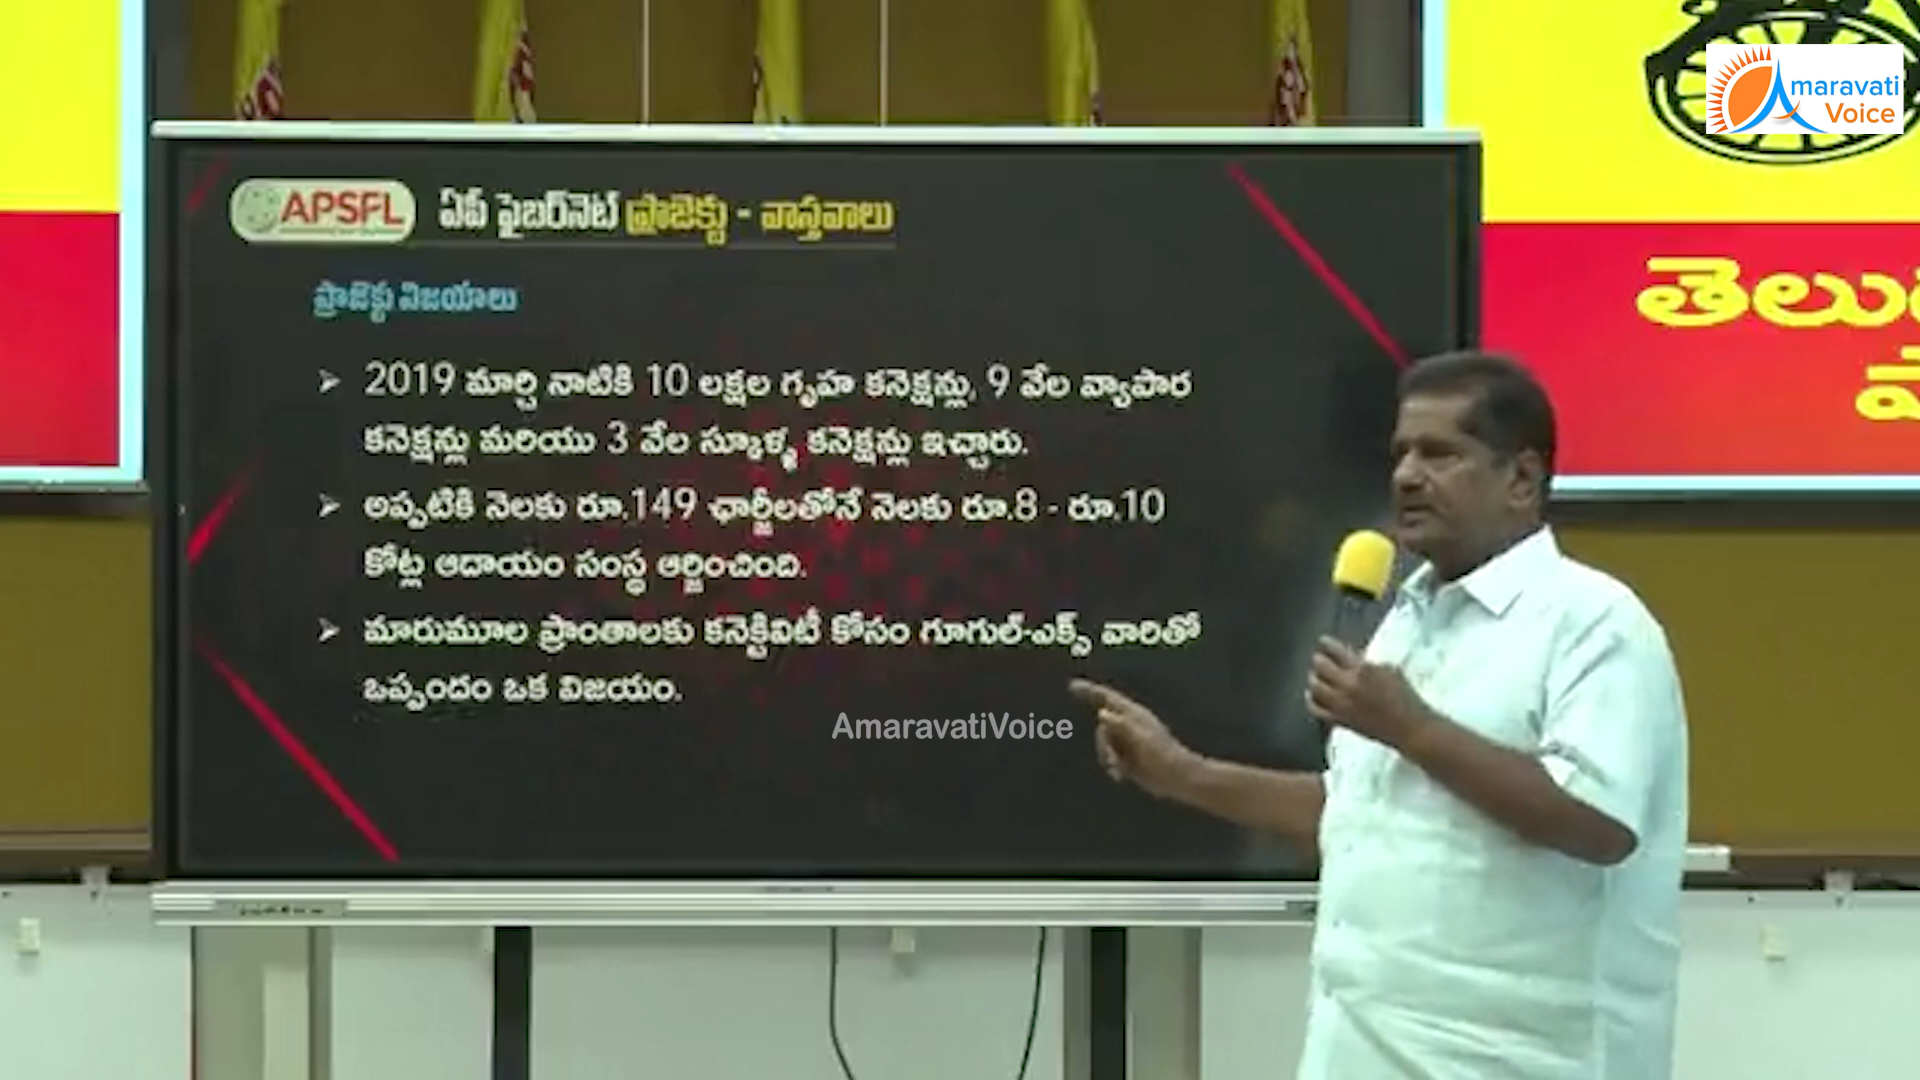 Amaravati
Voice
APSFL ఏపీ ఫైబర్‌నెట్ ప్రాజెక్టు - వాస్తవాలు
ప్రాజెక్టు విజయాలు
➢ 2019 మార్చి నాటికి 10 లక్షల గృహ కనెక్షన్లు, 9 వేల వ్యాపార
కనెక్షన్లు మరియు 3 వేల స్కూళ్ళ కనెక్షన్లు ఇచ్చారు.
➢ అప్పటికి నెలకు రూ.149 ఛార్జీలతోనే నెలకు రూ.8 - రూ.10
కోట్ల ఆదాయం సంస్థ ఆర్జించింది.
➢ మారుమూల ప్రాంతాలకు కనెక్టివిటీ కోసం గూగుల్-ఎక్స్ వారితో
ఒప్పందం ఒక విజయం.
AmaravatiVoice
తెలు